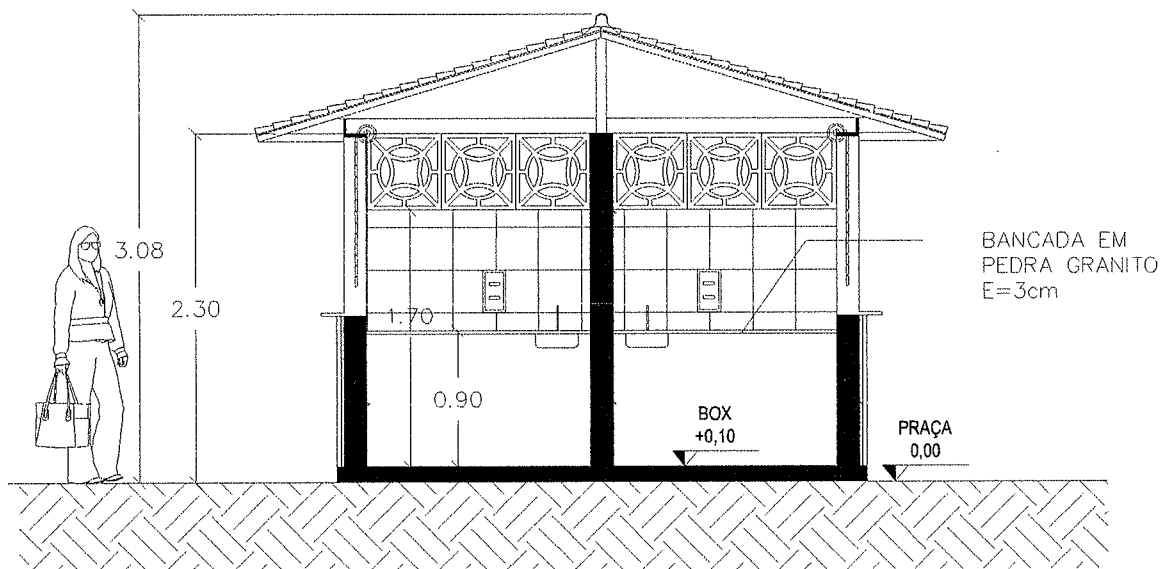 3.08
2.30
1.70
0.90
BANCADA EM
PEDRA GRANITO
E=3cm
BOX
+0,10
PRAÇA
0,00